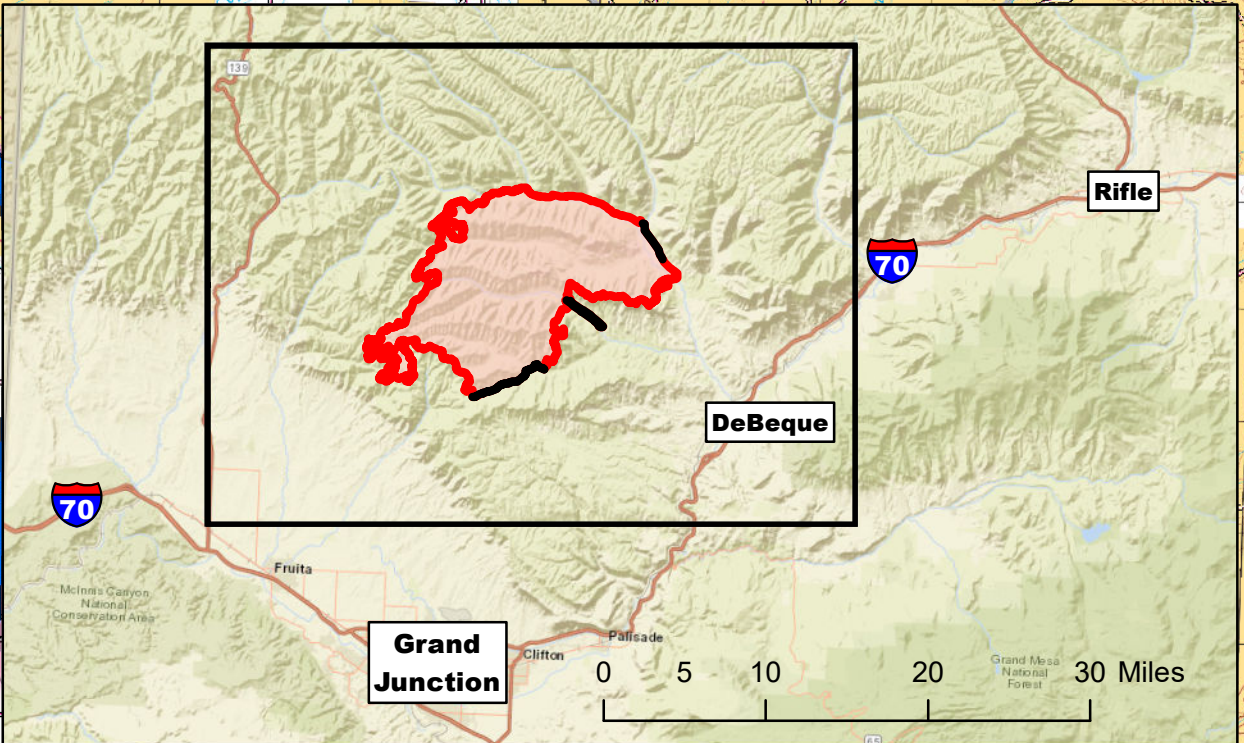 139
Rifle
70
DeBeque
70
Fruita
McInnis Canyon
National
Conservation Area
Grand
Junction
Clifton
Palisade
0 5 10 20 30 Miles
Grand Mesa
National
Forest
65